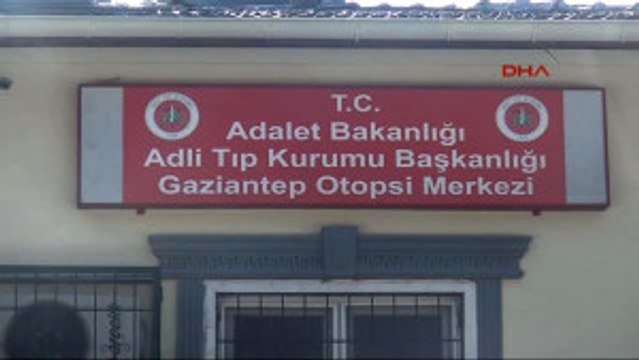 DHA
T.C.
Adalet Bakanlığı
Adli Tıp Kurumu Başkanlığı
Gaziantep Otopsi Merkezi